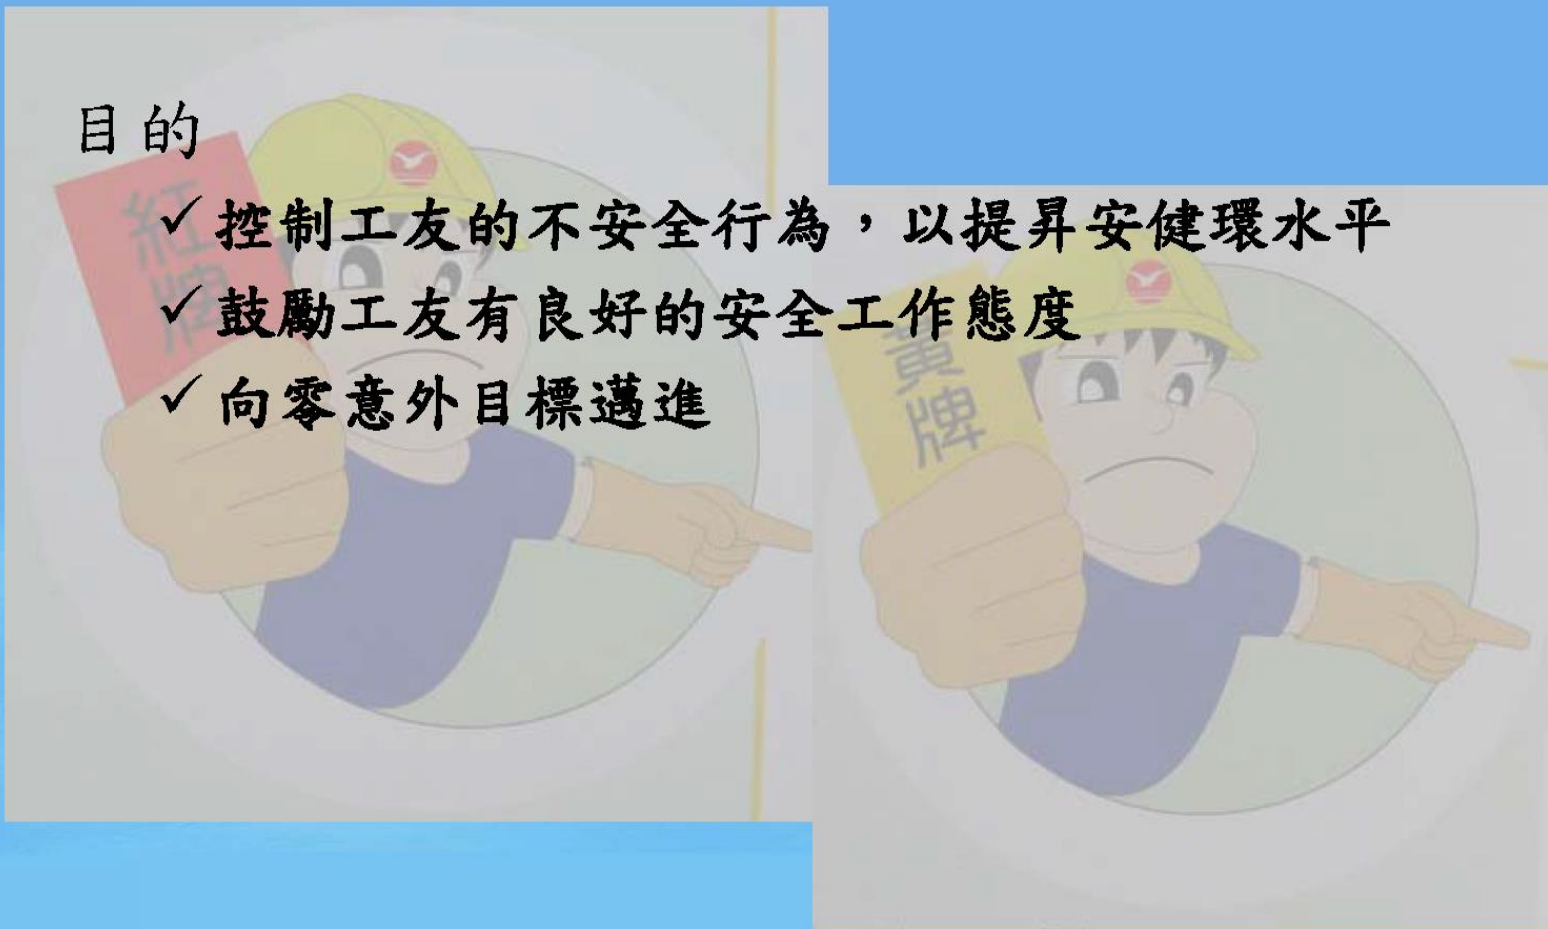 目的
✓ 控制工友的不安全行為，以提昇安健環水平
✓ 鼓勵工友有良好的安全工作態度
✓ 向零意外目標邁進
紅牌
黃牌